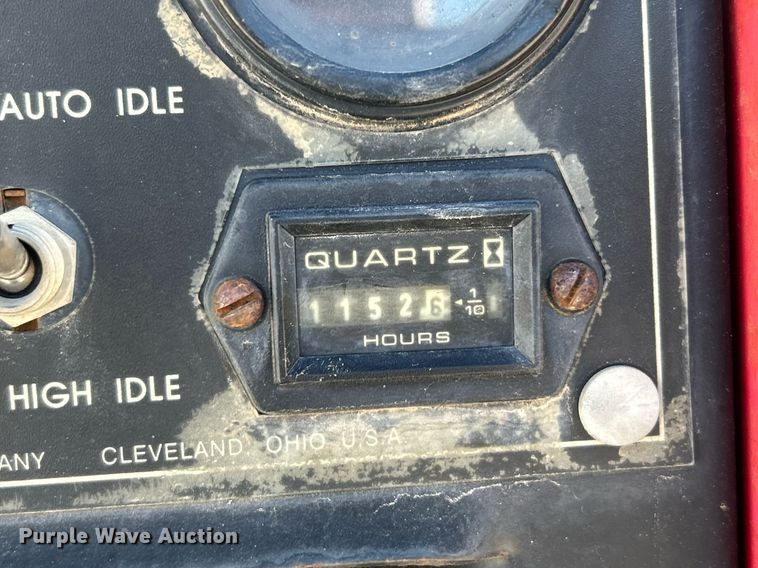 AUTO IDLE
QUARTZ
11526 1/10
HOURS
HIGH IDLE
ANY CLEVELAND, OHIO U.S.A.
Purple Wave Auction